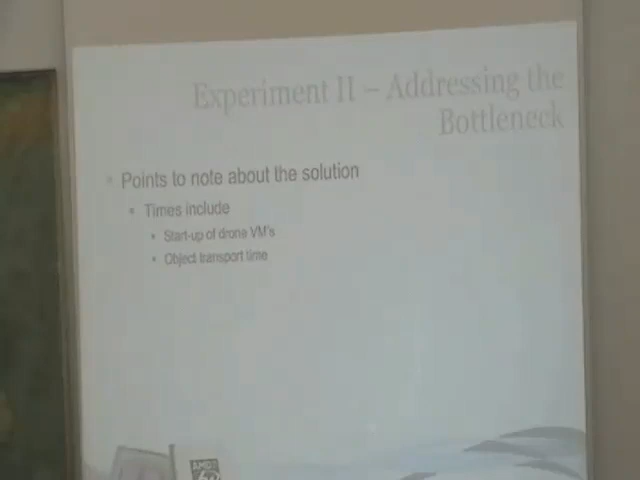 Experiment II – Addressing the
Bottleneck
Points to note about the solution
Times include
Start-up of drone VM's
Object transport time
AMD